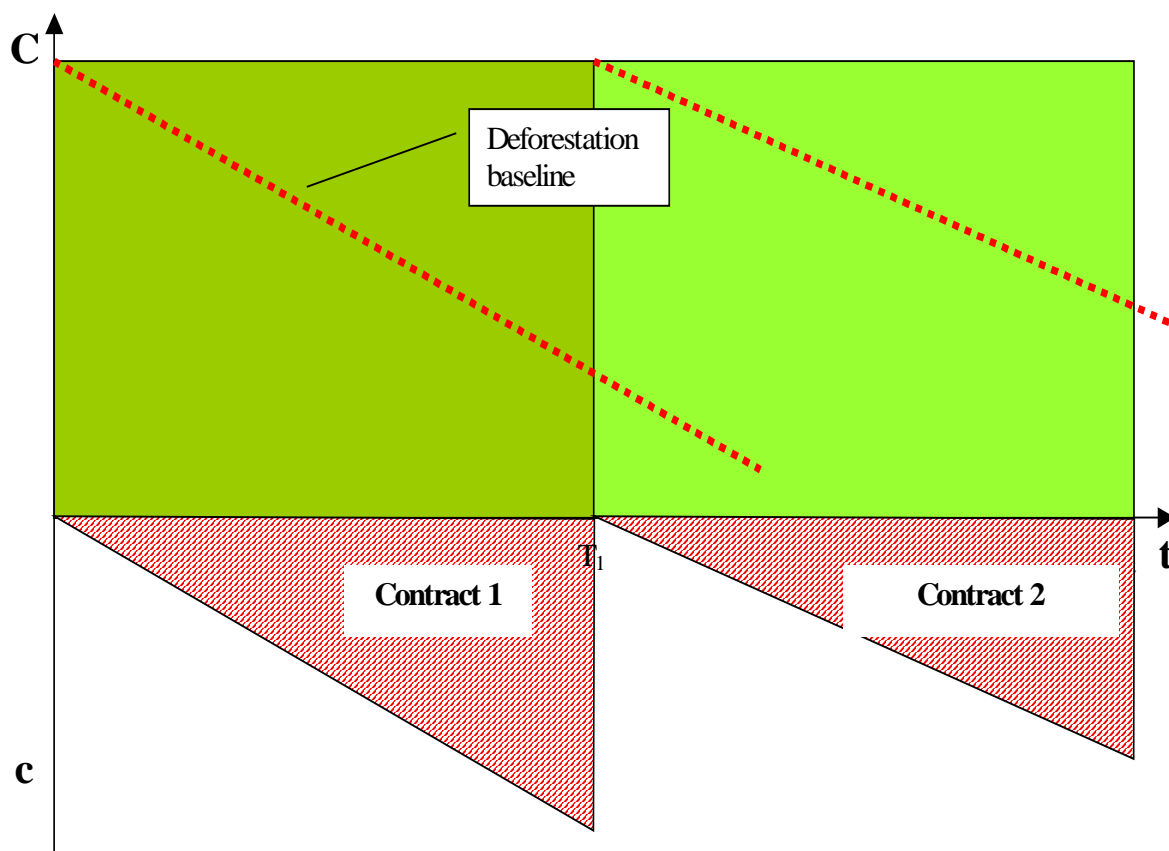 C
Deforestation
baseline
T1
t
Contract 1
Contract 2
c